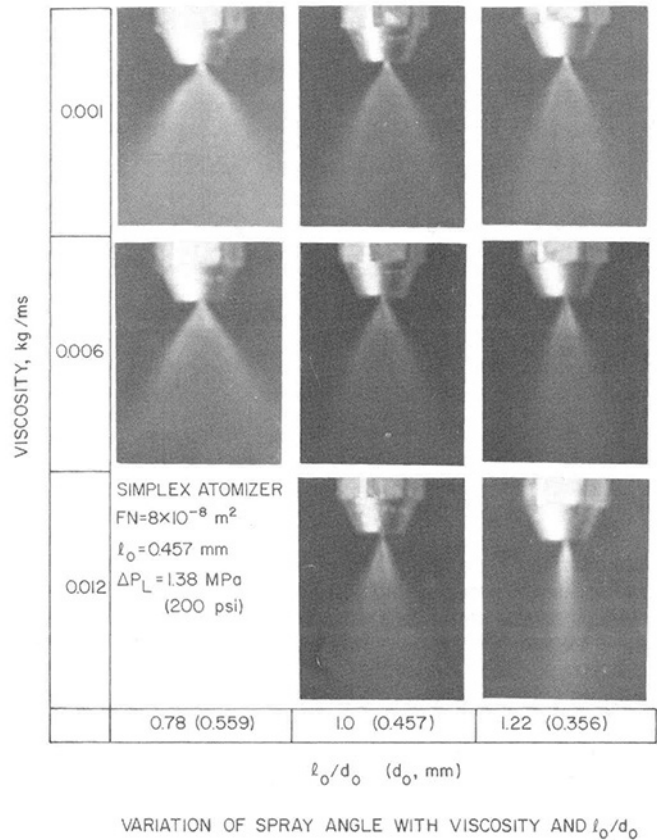 VISCOSITY, kg/ms
0.001
0.006
0.012
SIMPLEX ATOMIZER
FN=8×10⁻⁸ m²
ℓ₀=0.457 mm
ΔP_L=1.38 MPa
(200 psi)
0.78 (0.559)
1.0 (0.457)
1.22 (0.356)
ℓ₀/d₀ (d₀, mm)
VARIATION OF SPRAY ANGLE WITH VISCOSITY AND ℓ₀/d₀